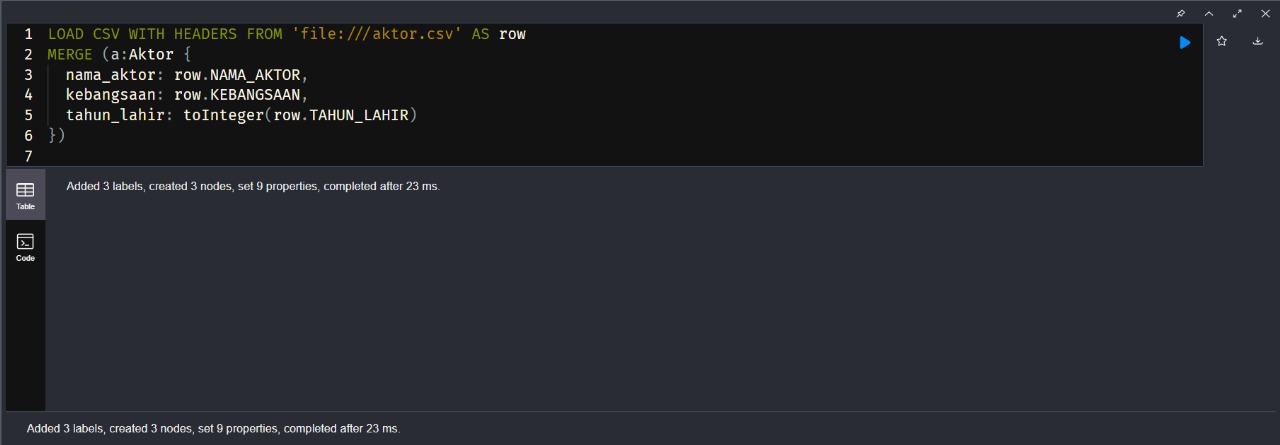 1 LOAD CSV WITH HEADERS FROM 'file:///aktor.csv' AS row
2 MERGE (a:Aktor {
3   nama_aktor: row.NAMA_AKTOR,
4   kebangsaan: row.KEBANGSAAN,
5   tahun_lahir: toInteger(row.TAHUN_LAHIR)
6 })
7
Table
Added 3 labels, created 3 nodes, set 9 properties, completed after 23 ms.
Code
Added 3 labels, created 3 nodes, set 9 properties, completed after 23 ms.